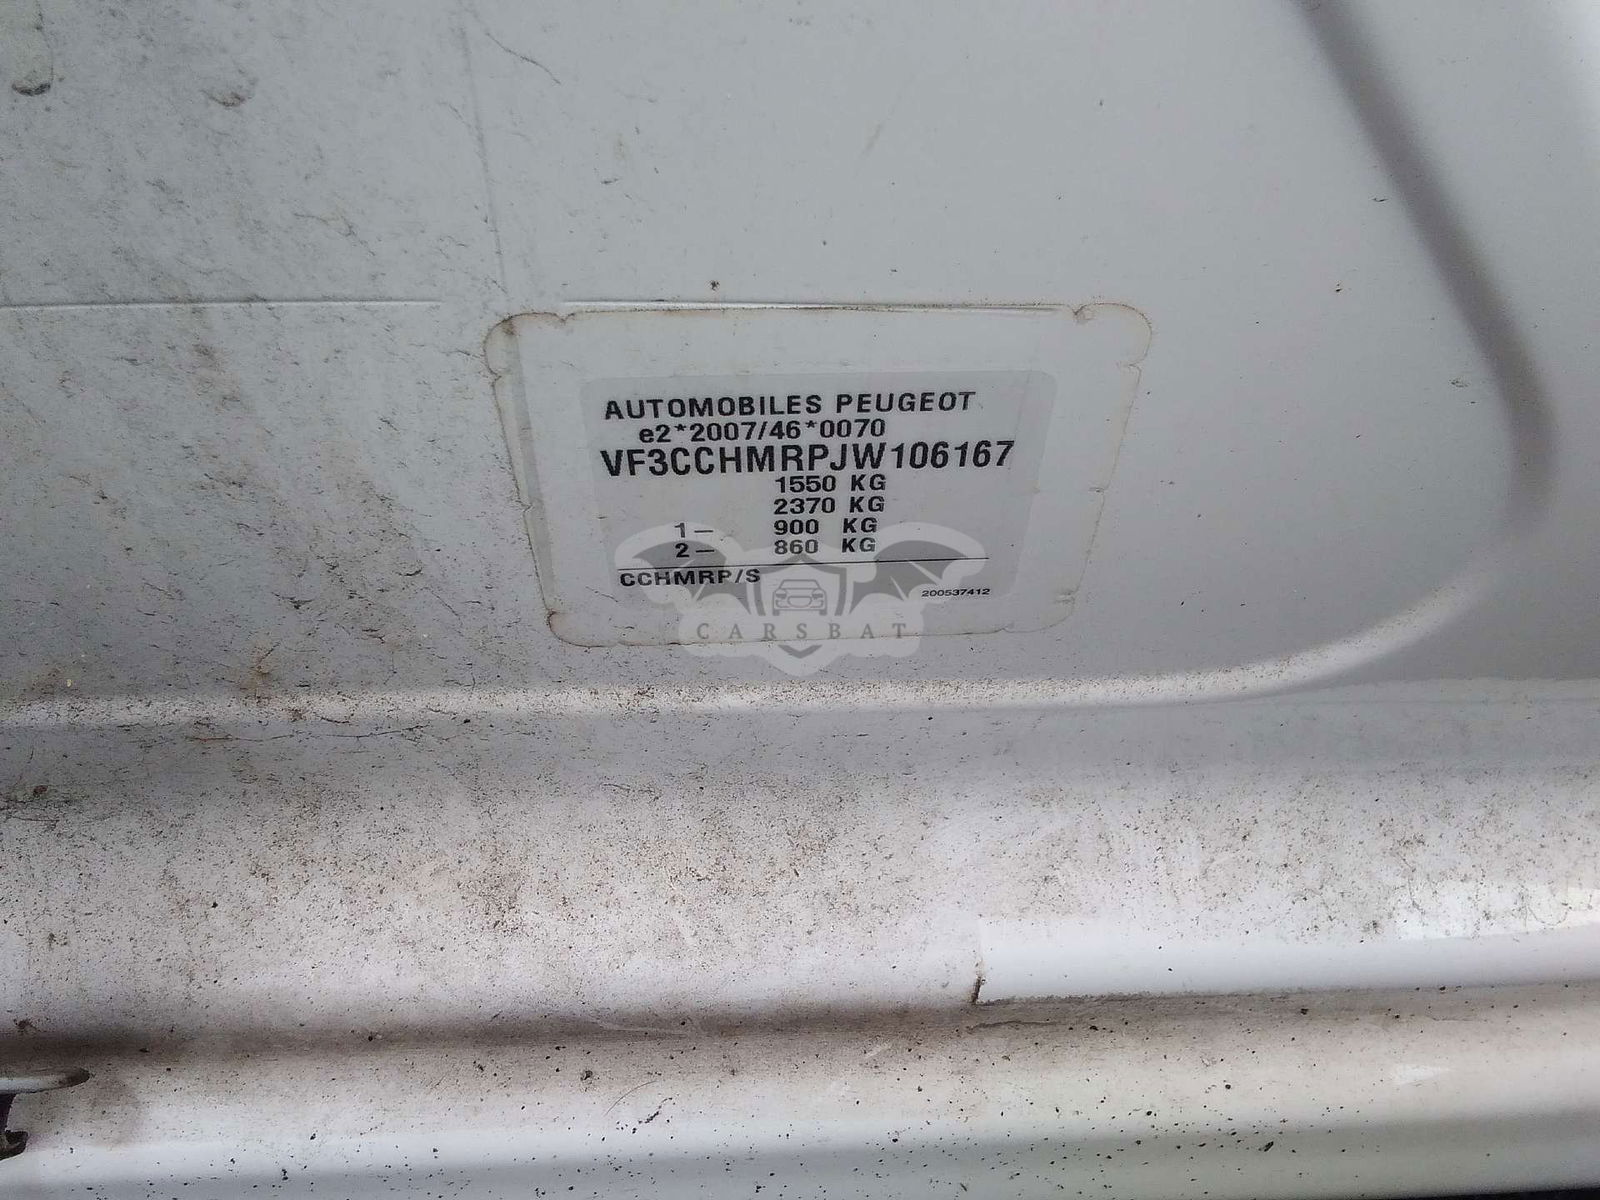 AUTOMOBILES PEUGEOT
e2*2007/46*0070
VF3CCHMRPJW106167
1550 KG
2370 KG
1- 900 KG
2- 860 KG
CCHMRP/S
200537412
CARSBAT